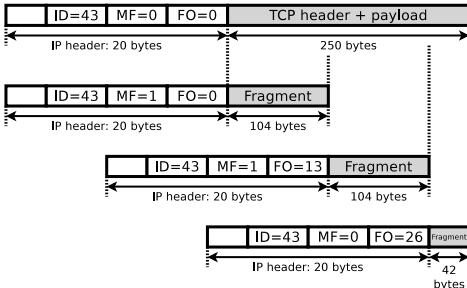 ID=43 MF=0 FO=0 TCP header + payload
IP header: 20 bytes 250 bytes
ID=43 MF=1 FO=0 Fragment
IP header: 20 bytes 104 bytes
ID=43 MF=1 FO=13 Fragment
IP header: 20 bytes 104 bytes
ID=43 MF=0 FO=26 Fragment
IP header: 20 bytes 42
bytes